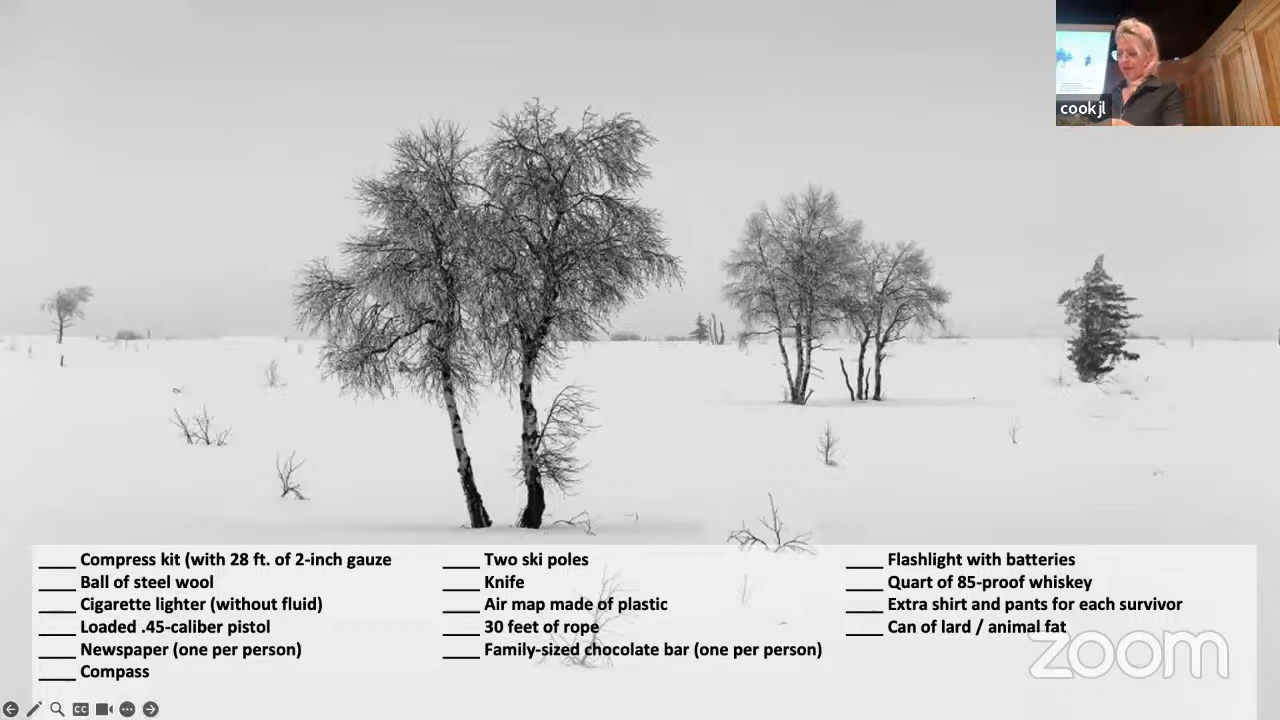 cookjl
____ Compress kit (with 28 ft. of 2-inch gauze
____ Ball of steel wool
____ Cigarette lighter (without fluid)
____ Loaded .45-caliber pistol
____ Newspaper (one per person)
____ Compass
____ Two ski poles
____ Knife
____ Air map made of plastic
____ 30 feet of rope
____ Family-sized chocolate bar (one per person)
____ Flashlight with batteries
____ Quart of 85-proof whiskey
____ Extra shirt and pants for each survivor
____ Can of lard / animal fat
zoom
CC